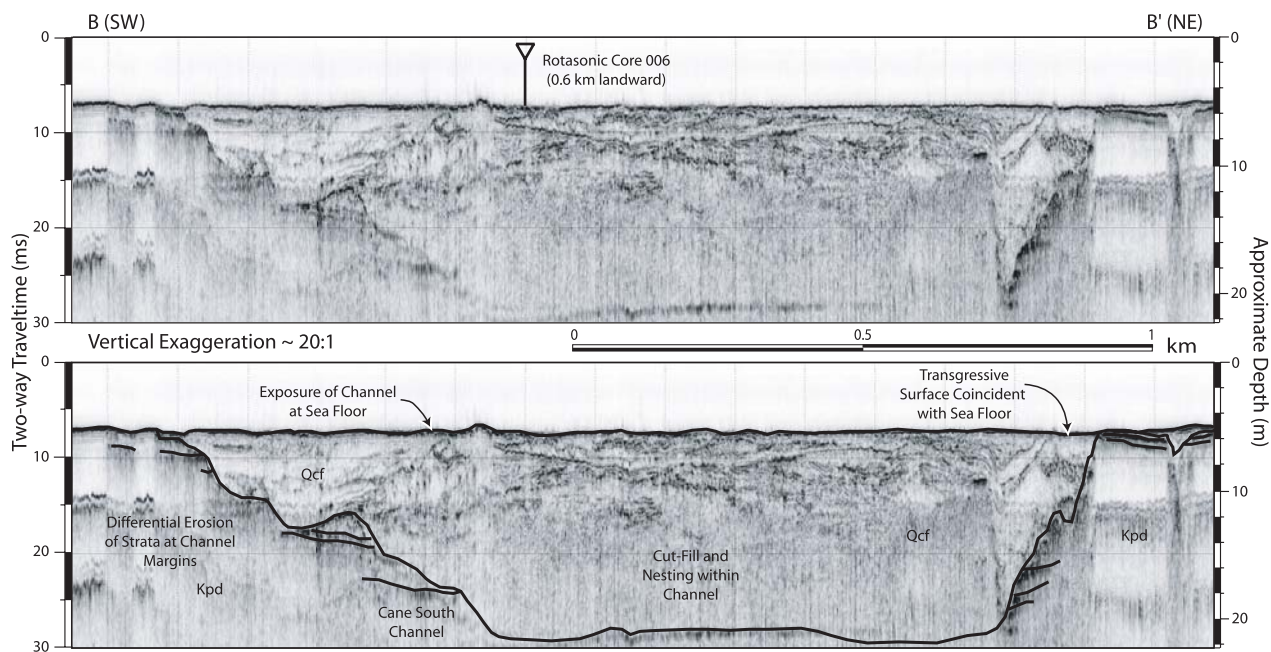 B (SW)
B' (NE)
0
0
Rotasonic Core 006
(0.6 km landward)
10
10
20
20
30
Two-way Traveltime (ms)
Approximate Depth (m)
Vertical Exaggeration ~ 20:1
0
0.5
1
km
0
0
Exposure of Channel
at Sea Floor
Transgressive
Surface Coincident
with Sea Floor
10
Qcf
10
Differential Erosion
of Strata at Channel
Margins
Qcf
Kpd
20
Cut-Fill and
Nesting within
Channel
Kpd
Cane South
Channel
20
30